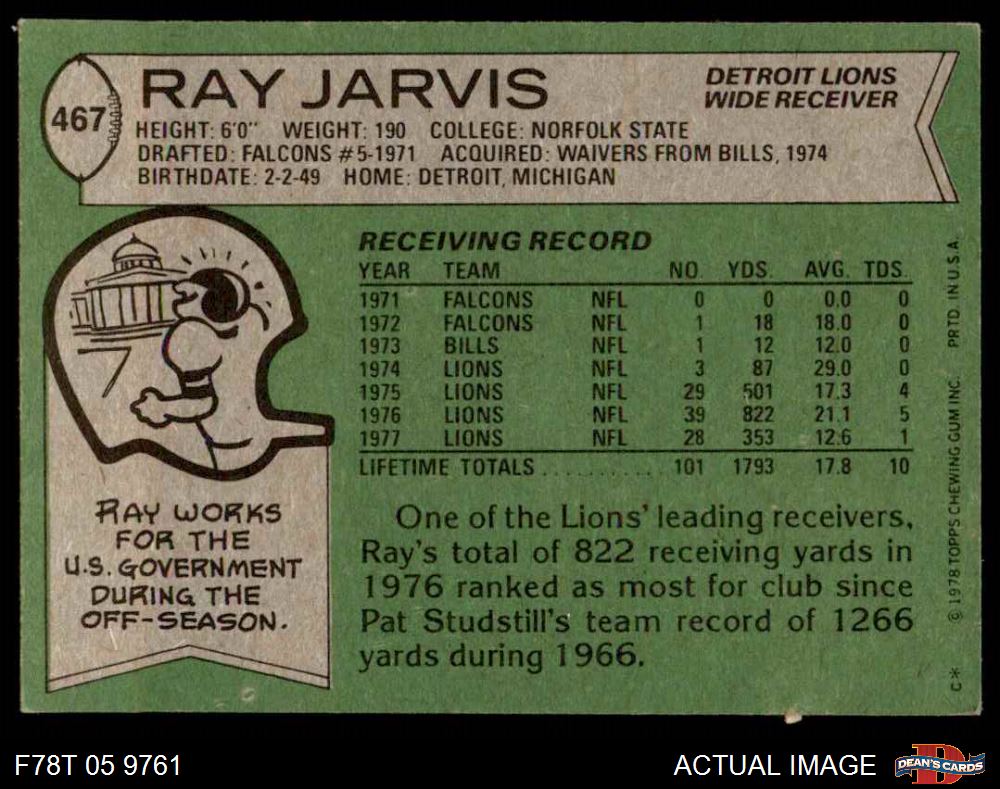 467
RAY JARVIS
DETROIT LIONS
WIDE RECEIVER
HEIGHT: 6'0" WEIGHT: 190 COLLEGE: NORFOLK STATE
DRAFTED: FALCONS #5-1971 ACQUIRED: WAIVERS FROM BILLS, 1974
BIRTHDATE: 2-2-49 HOME: DETROIT, MICHIGAN
RECEIVING RECORD
YEAR TEAM NO. YDS. AVG. TDS.
1971 FALCONS NFL 0 0 0.0 0
1972 FALCONS NFL 1 18 18.0 0
1973 BILLS NFL 1 12 12.0 0
1974 LIONS NFL 3 87 29.0 0
1975 LIONS NFL 29 501 17.3 4
1976 LIONS NFL 39 822 21.1 5
1977 LIONS NFL 28 353 12.6 1
LIFETIME TOTALS . . . . . . . . . . 101 1793 17.8 10
RAY WORKS
FOR THE
U.S. GOVERNMENT
DURING THE
OFF-SEASON.
One of the Lions' leading receivers,
Ray's total of 822 receiving yards in
1976 ranked as most for club since
Pat Studstill's team record of 1266
yards during 1966.
C* © 1978 TOPPS CHEWING GUM INC. PRTD. IN U.S.A.
F78T 05 9761
ACTUAL IMAGE
D
DEAN'S CARDS